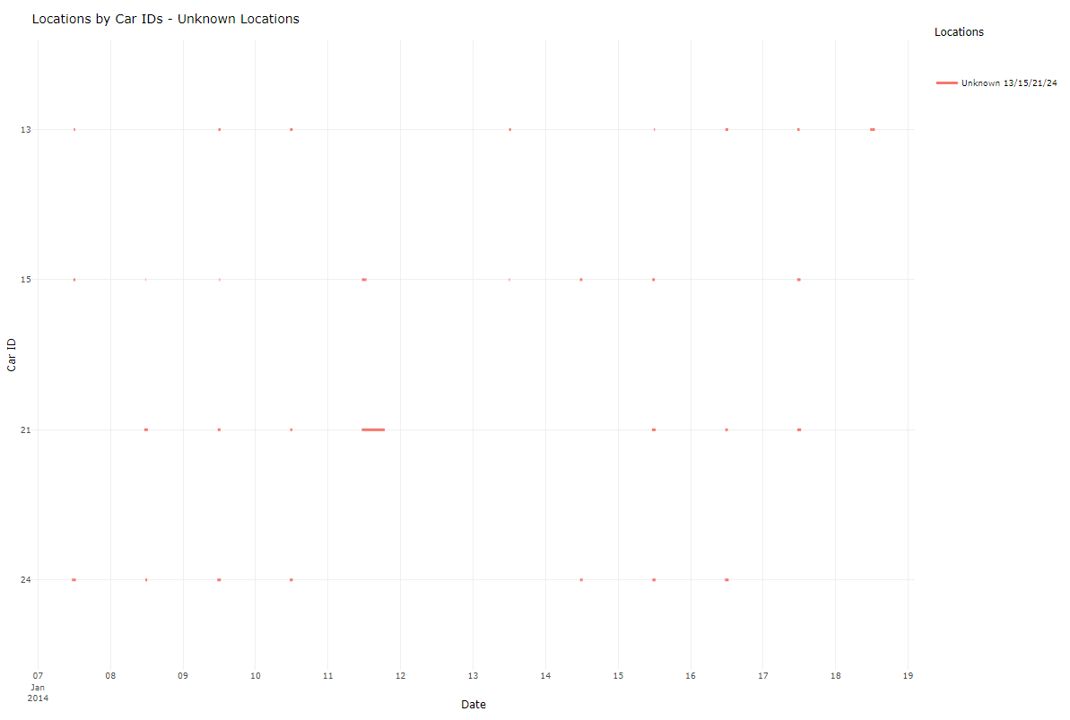 Locations by Car IDs - Unknown Locations
Locations
Unknown 13/15/21/24
13
15
Car ID
21
24
07 08 09 10 11 12 13 14 15 16 17 18 19
Jan
2014
Date